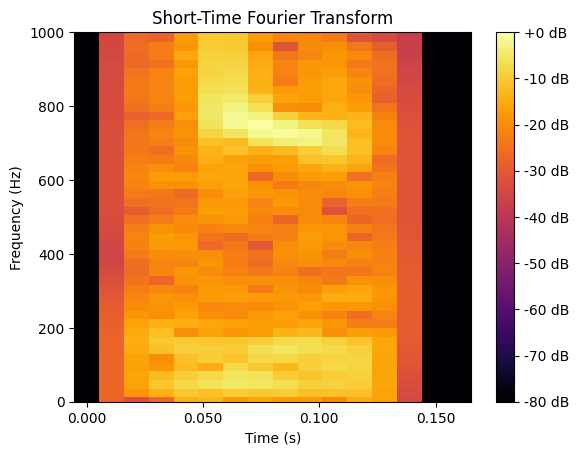 Short-Time Fourier Transform
1000
800
600
400
200
0
Frequency (Hz)
0.000
0.050
0.100
0.150
Time (s)
+0 dB
-10 dB
-20 dB
-30 dB
-40 dB
-50 dB
-60 dB
-70 dB
-80 dB